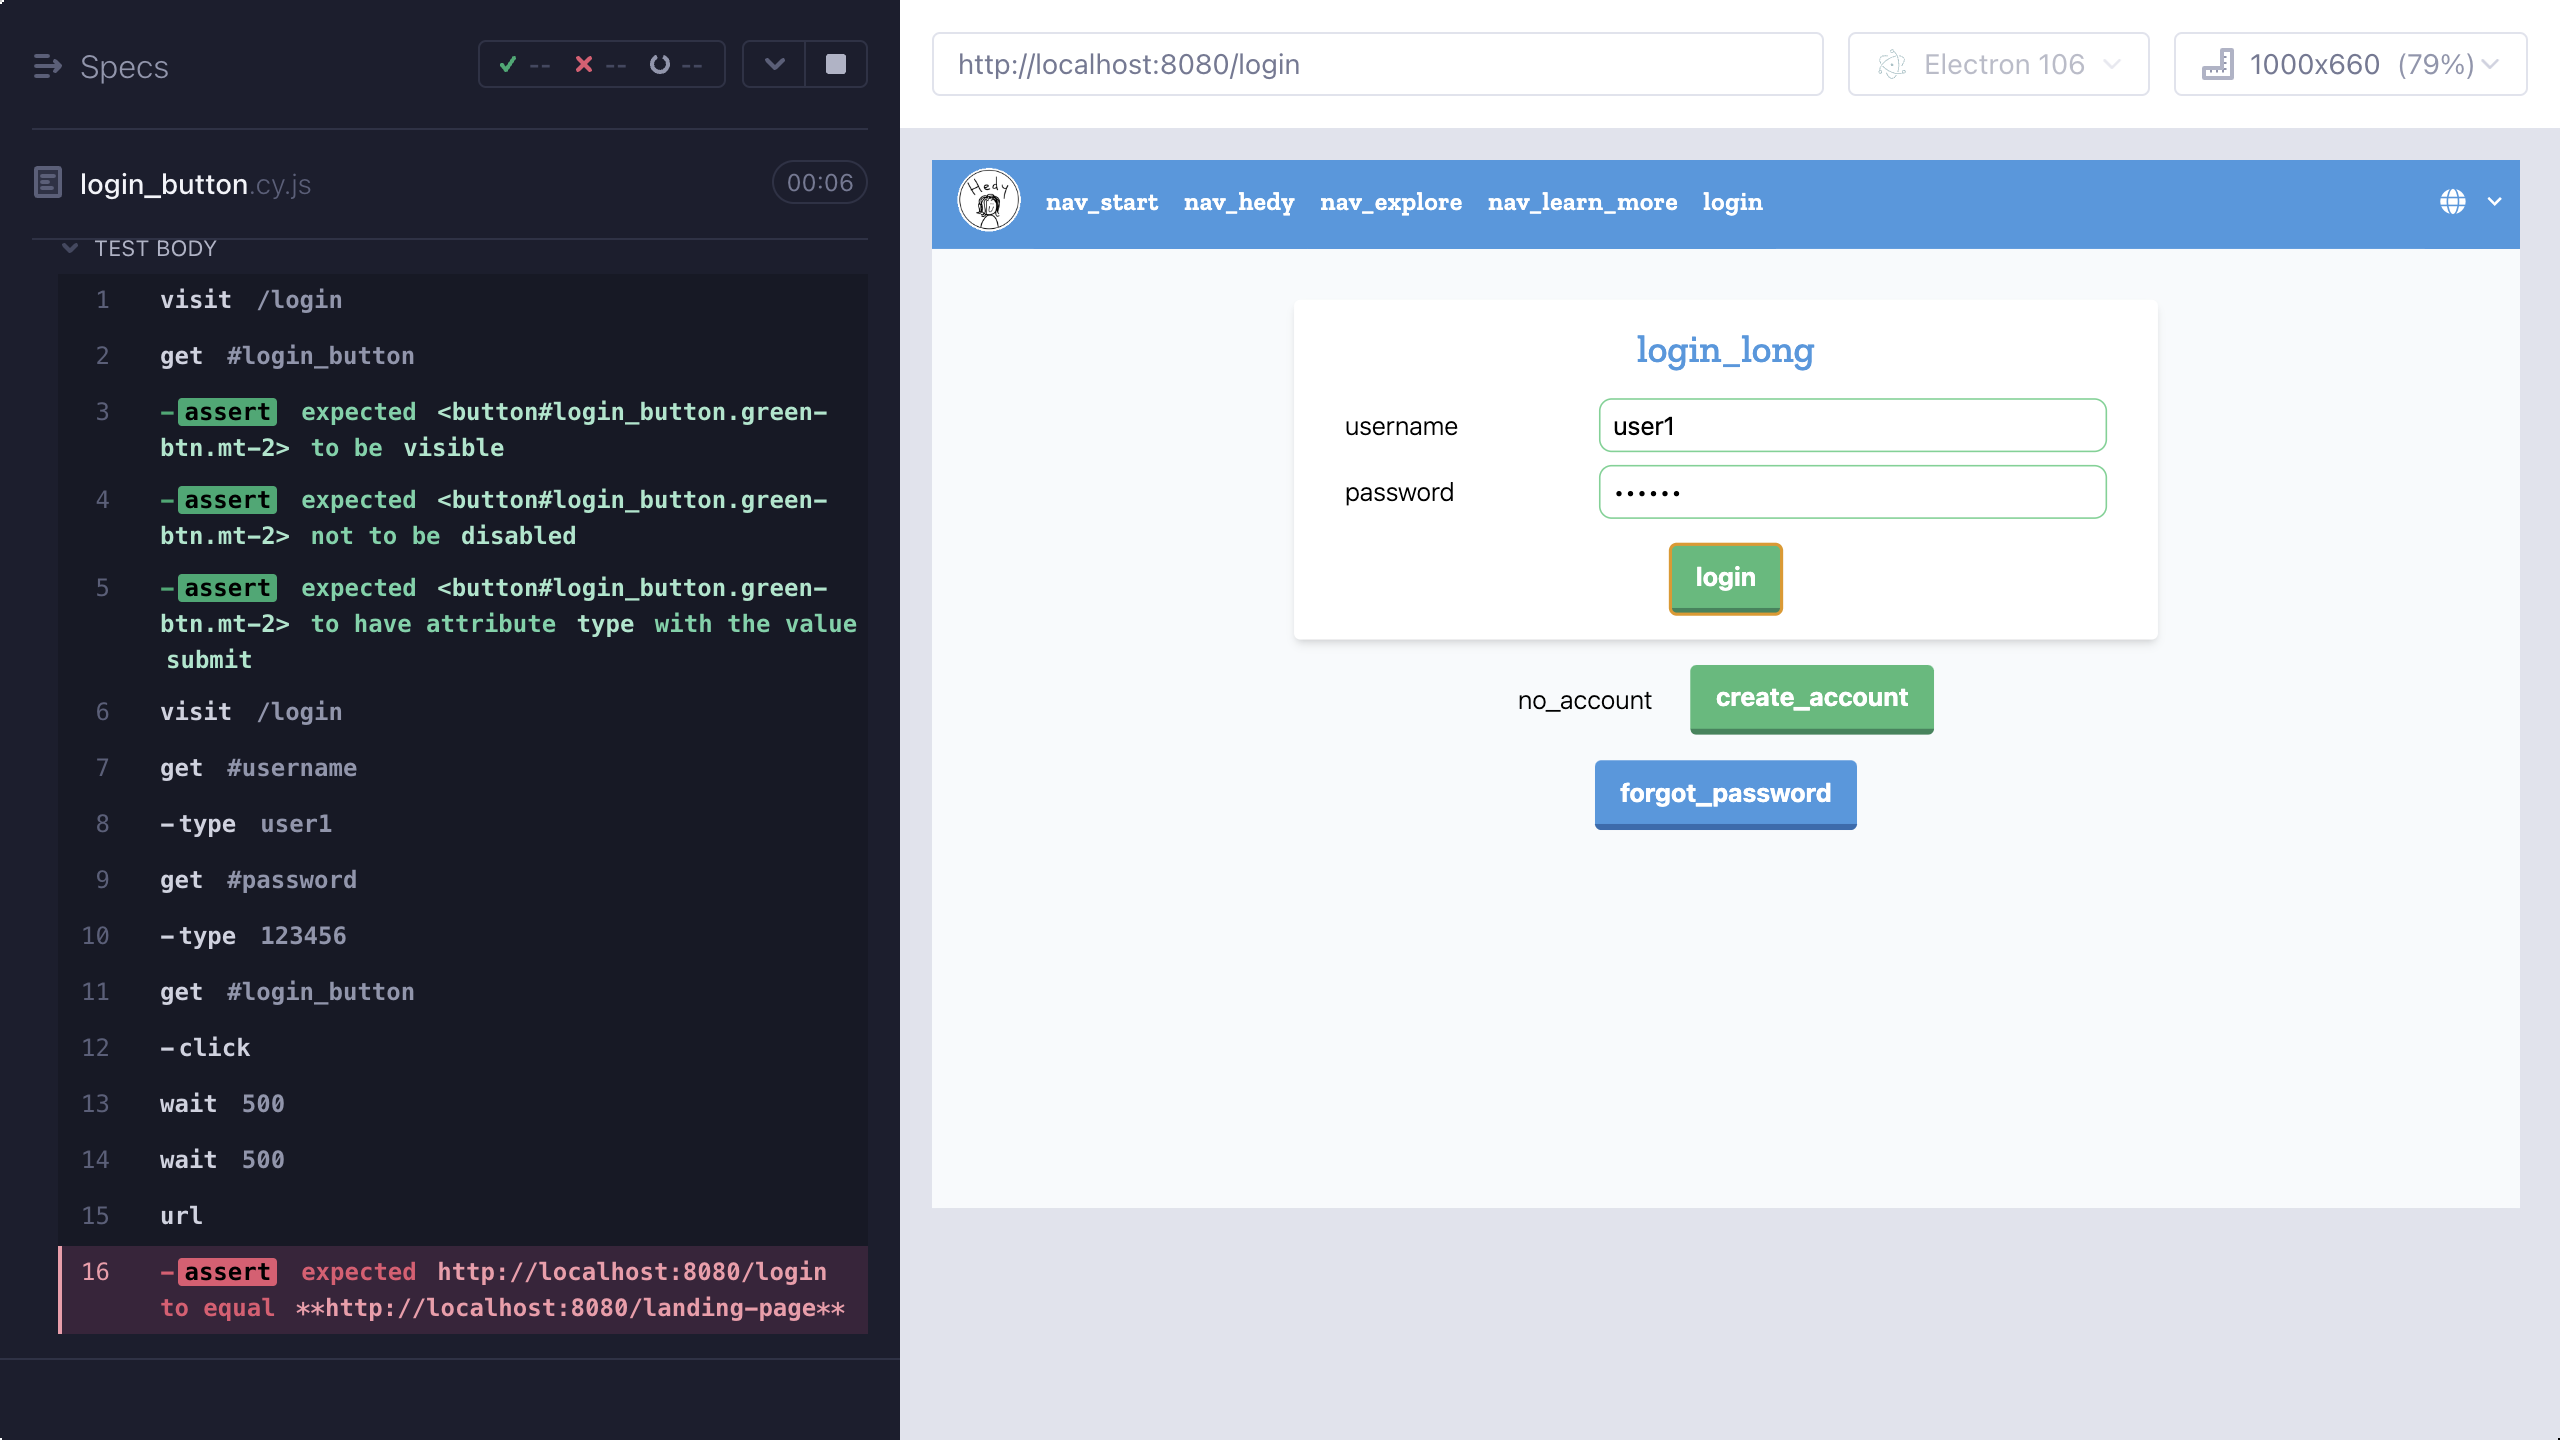 Specs
-- -- --
login_button.cy.js
00:06
TEST BODY
1 visit /login
2 get #login_button
3 -assert expected <button#login_button.green-
btn.mt-2> to be visible
4 -assert expected <button#login_button.green-
btn.mt-2> not to be disabled
5 -assert expected <button#login_button.green-
btn.mt-2> to have attribute type with the value
submit
6 visit /login
7 get #username
8 -type user1
9 get #password
10 -type 123456
11 get #login_button
12 -click
13 wait 500
14 wait 500
15 url
16 -assert expected http://localhost:8080/login
to equal **http://localhost:8080/landing-page**
http://localhost:8080/login
Electron 106
1000x660 (79%)
Hedy
nav_start nav_hedy nav_explore nav_learn_more login
login_long
username user1
password ••••••
login
no_account create_account
forgot_password